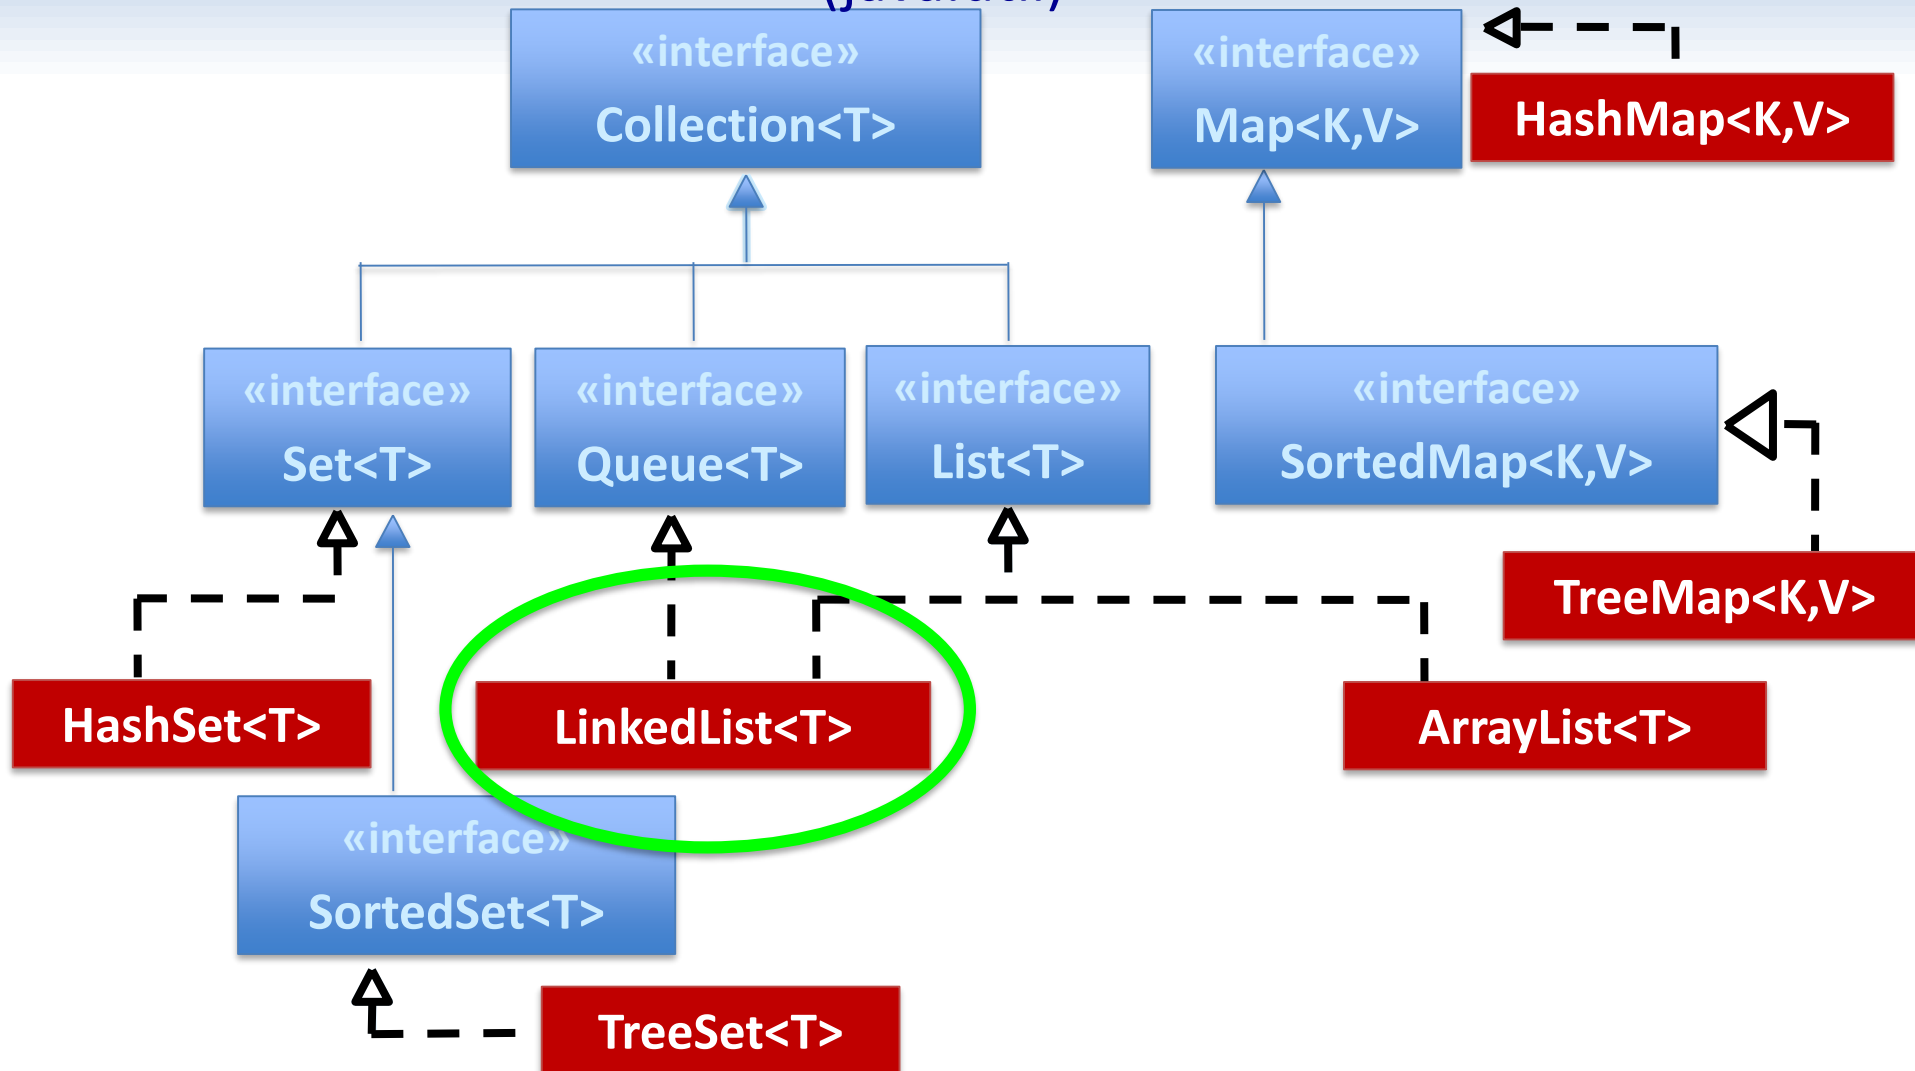 «interface»
Collection<T>
«interface»
Map<K,V>
HashMap<K,V>
«interface»
Set<T>
«interface»
Queue<T>
«interface»
List<T>
«interface»
SortedMap<K,V>
TreeMap<K,V>
HashSet<T>
LinkedList<T>
ArrayList<T>
«interface»
SortedSet<T>
TreeSet<T>